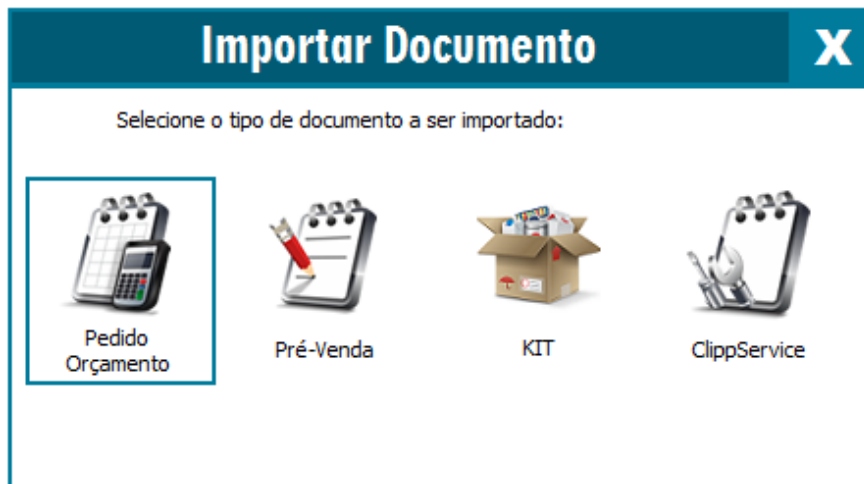 Importar Documento X
Selecione o tipo de documento a ser importado:
Pedido
Orçamento
Pré-Venda
KIT
ClippService